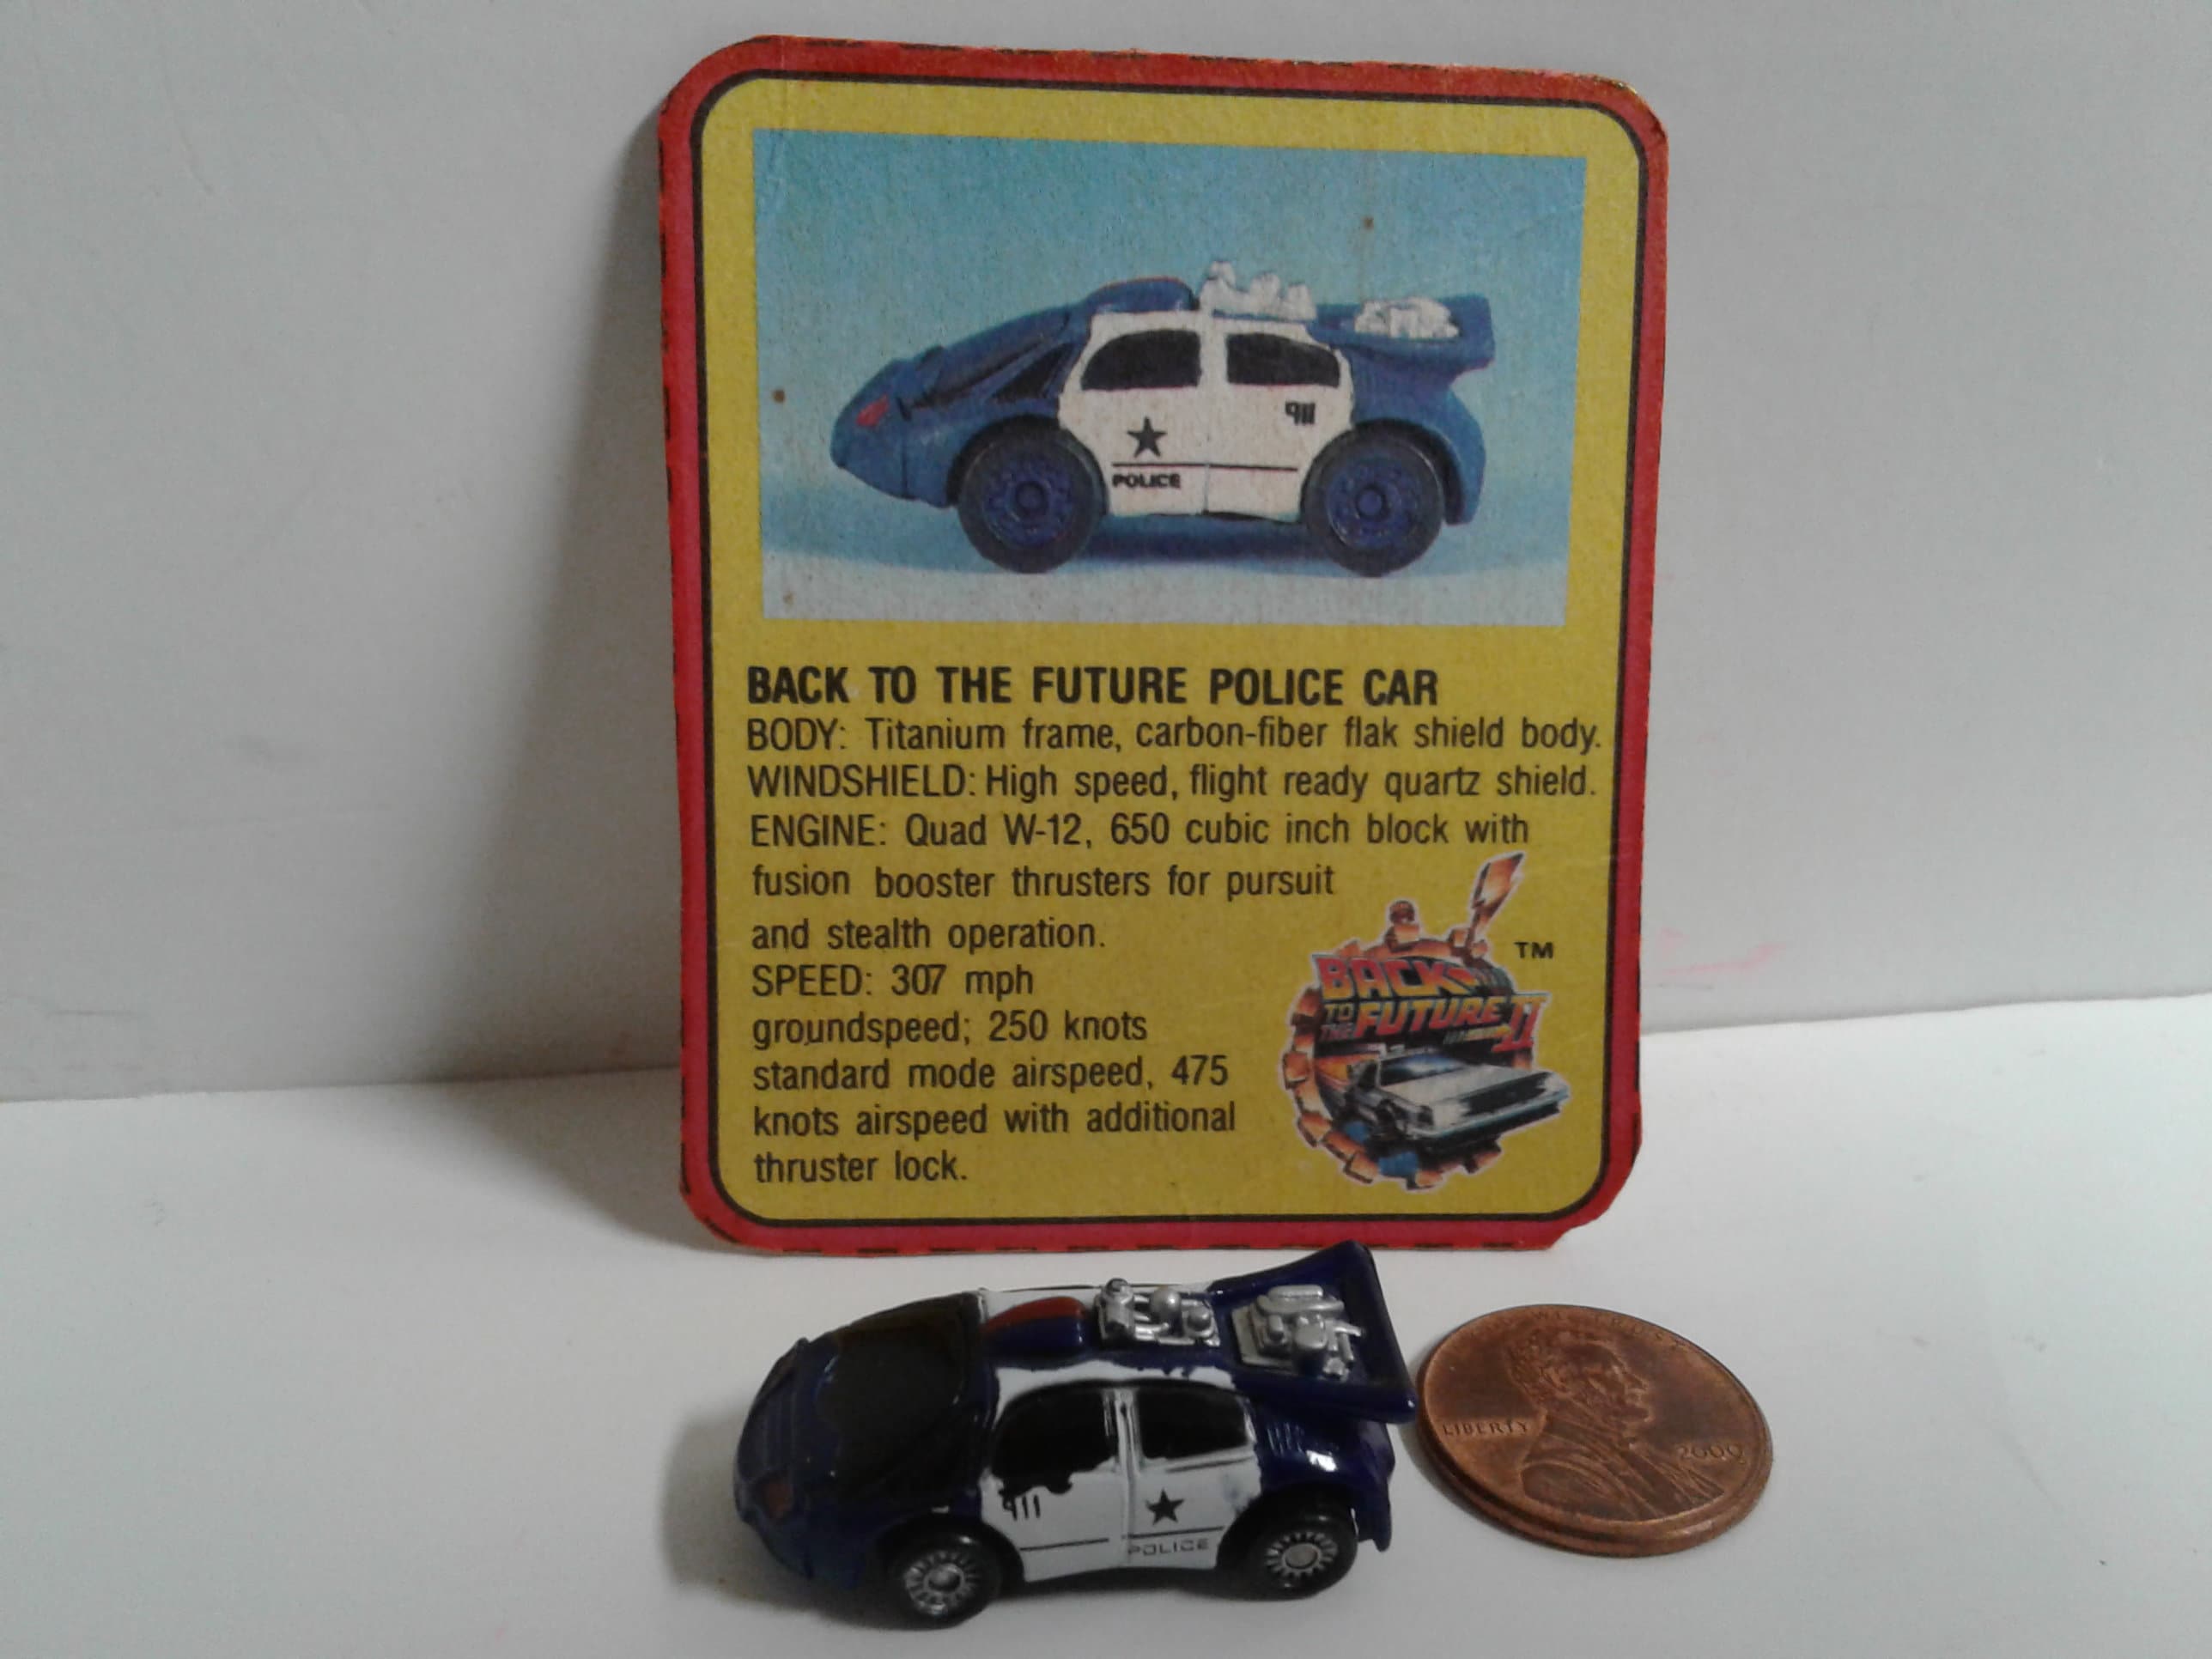 911
POLICE
BACK TO THE FUTURE POLICE CAR
BODY: Titanium frame, carbon-fiber flak shield body.
WINDSHIELD: High speed, flight ready quartz shield.
ENGINE: Quad W-12, 650 cubic inch block with
fusion booster thrusters for pursuit
and stealth operation.
SPEED: 307 mph
groundspeed; 250 knots
standard mode airspeed, 475
knots airspeed with additional
thruster lock.
TM
BACK
TO THE FUTURE II
911
POLICE
LIBERTY